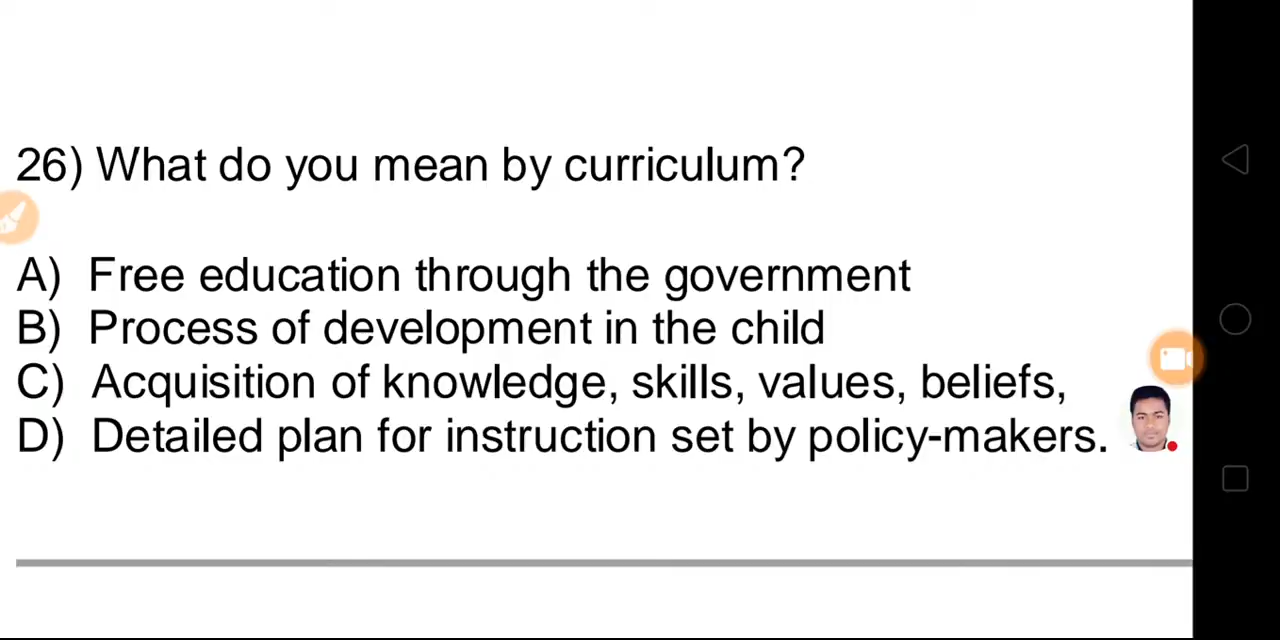 26) What do you mean by curriculum?
A) Free education through the government
B) Process of development in the child
C) Acquisition of knowledge, skills, values, beliefs,
D) Detailed plan for instruction set by policy-makers.